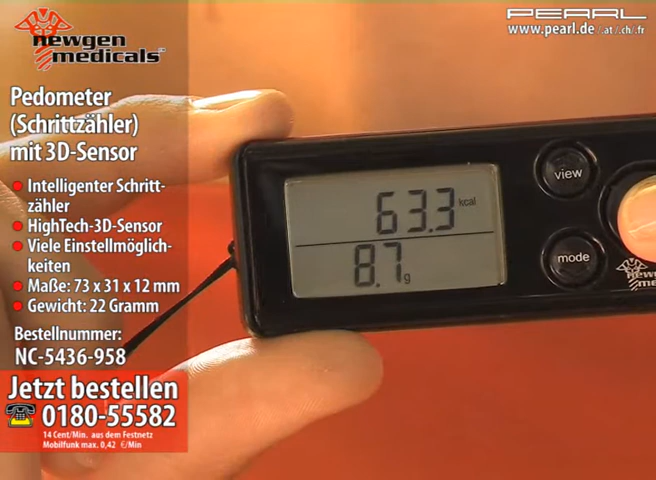 newgen
medicals™
PEARL
www.pearl.de /.at /.ch /.fr
Pedometer
(Schrittzähler)
mit 3D-Sensor
Intelligenter Schritt-
zähler
HighTech-3D-Sensor
Viele Einstellmöglich-
keiten
Maße: 73 x 31 x 12 mm
Gewicht: 22 Gramm
Bestellnummer:
NC-5436-958
Jetzt bestellen
0180-55582
14 Cent/Min. aus dem Festnetz
Mobilfunk max. 0,42 €/Min
63.3 kcal
8.7 g
view
mode